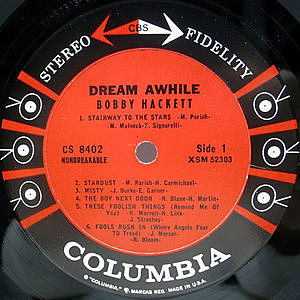 CBS
STEREO FIDELITY
DREAM AWHILE
BOBBY HACKETT
1. STAIRWAY TO THE STARS -M. Parish-
M. Malneck-F. Signorelli-
CS 8402
NONBREAKABLE
Side 1
XSM 52303
2. STARDUST -M. Parish-H. Carmichael-
3. MISTY -J. Burke-E. Garner-
4. THE BOY NEXT DOOR -R. Blane-H. Martin-
5. THESE FOOLISH THINGS (Remind Me Of
You) -H. Marvell-H. Link-
J. Strachey-
6. FOOLS RUSH IN (Where Angels Fear
To Tread) -J. Mercer-
R. Bloom-
COLUMBIA
® "COLUMBIA", MARCAS REG. MADE IN U.S.A.